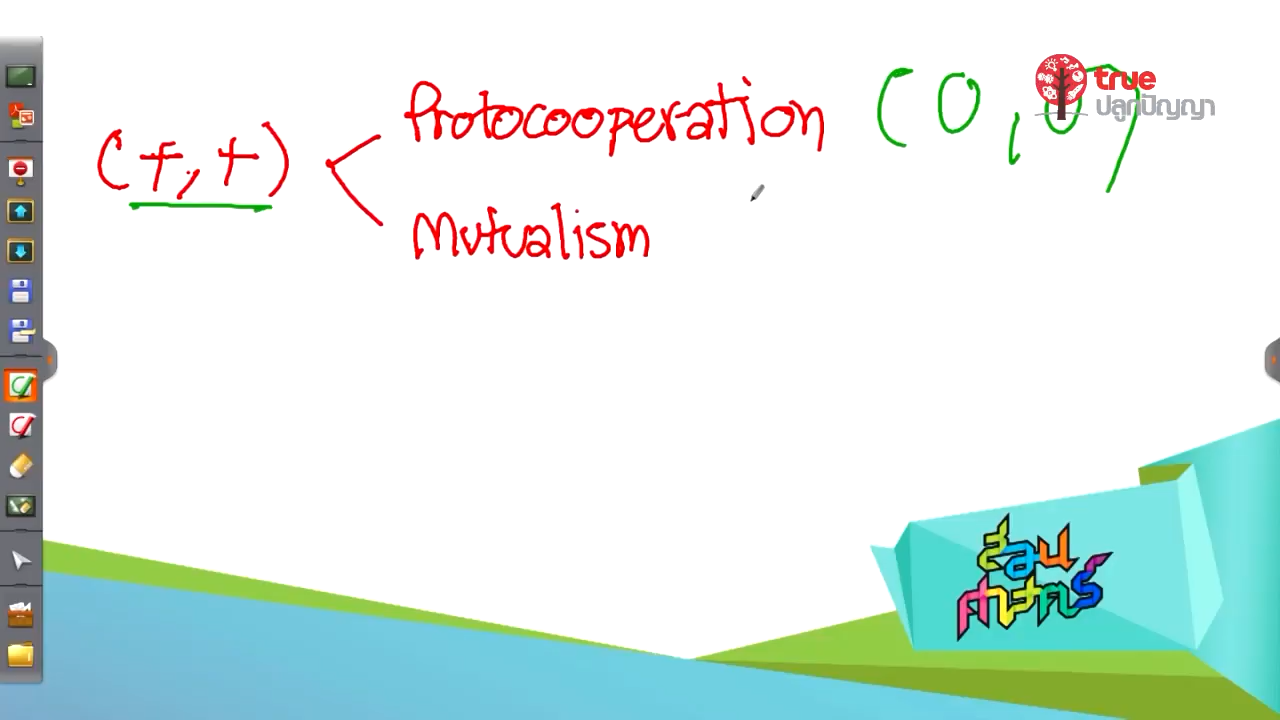 true
ปลูกปัญญา
Protocooperation (0,0)
(+,+)
Mutualism
สอน
ศาสตร์